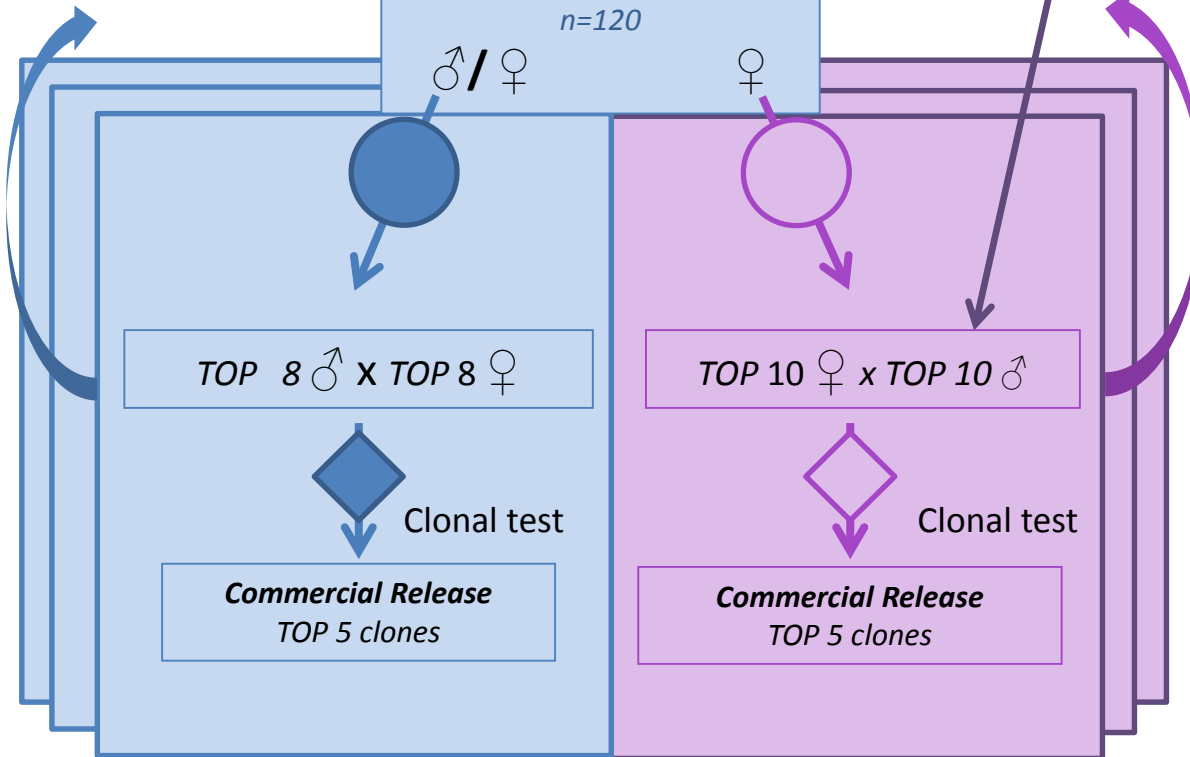 n=120
♂/♀ ♀
TOP 8 ♂ x TOP 8 ♀
TOP 10 ♀ x TOP 10 ♂
Clonal test
Clonal test
Commercial Release
TOP 5 clones
Commercial Release
TOP 5 clones